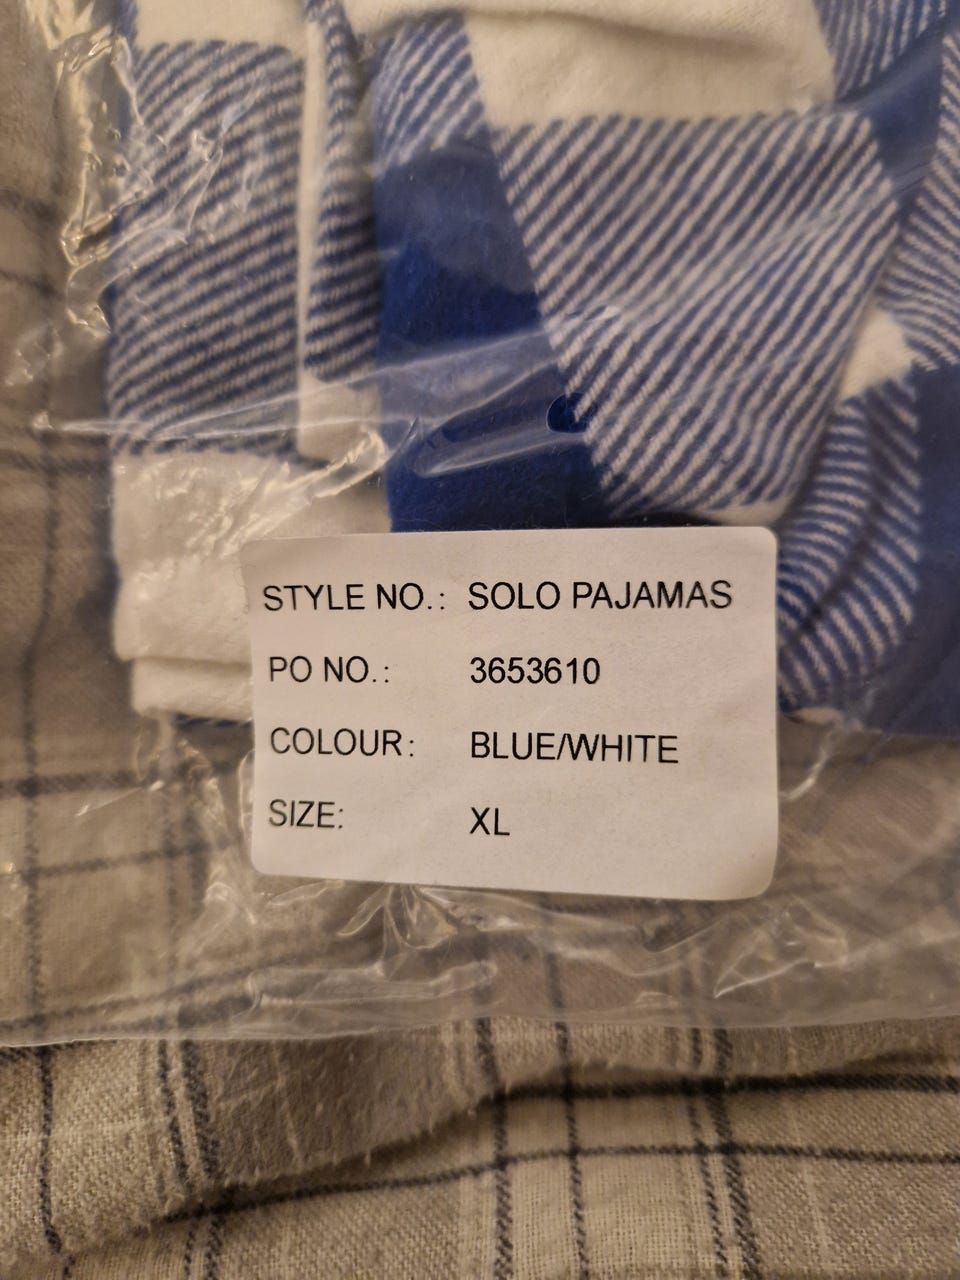 STYLE NO.: SOLO PAJAMAS
PO NO.: 3653610
COLOUR: BLUE/WHITE
SIZE: XL